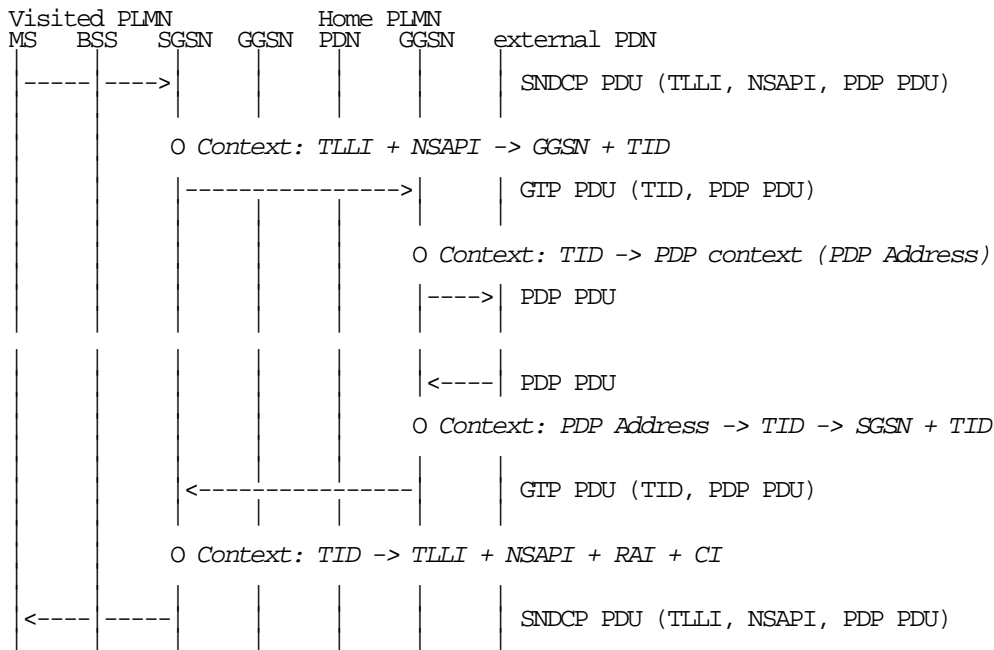 Visited PLMN Home PLMN
MS BSS SGSN GGSN PDN GGSN external PDN
SNDCP PDU (TLLI, NSAPI, PDP PDU)
O Context: TLLI + NSAPI -> GGSN + TID
GTP PDU (TID, PDP PDU)
O Context: TID -> PDP context (PDP Address)
PDP PDU
PDP PDU
O Context: PDP Address -> TID -> SGSN + TID
GTP PDU (TID, PDP PDU)
O Context: TID -> TLLI + NSAPI + RAI + CI
SNDCP PDU (TLLI, NSAPI, PDP PDU)